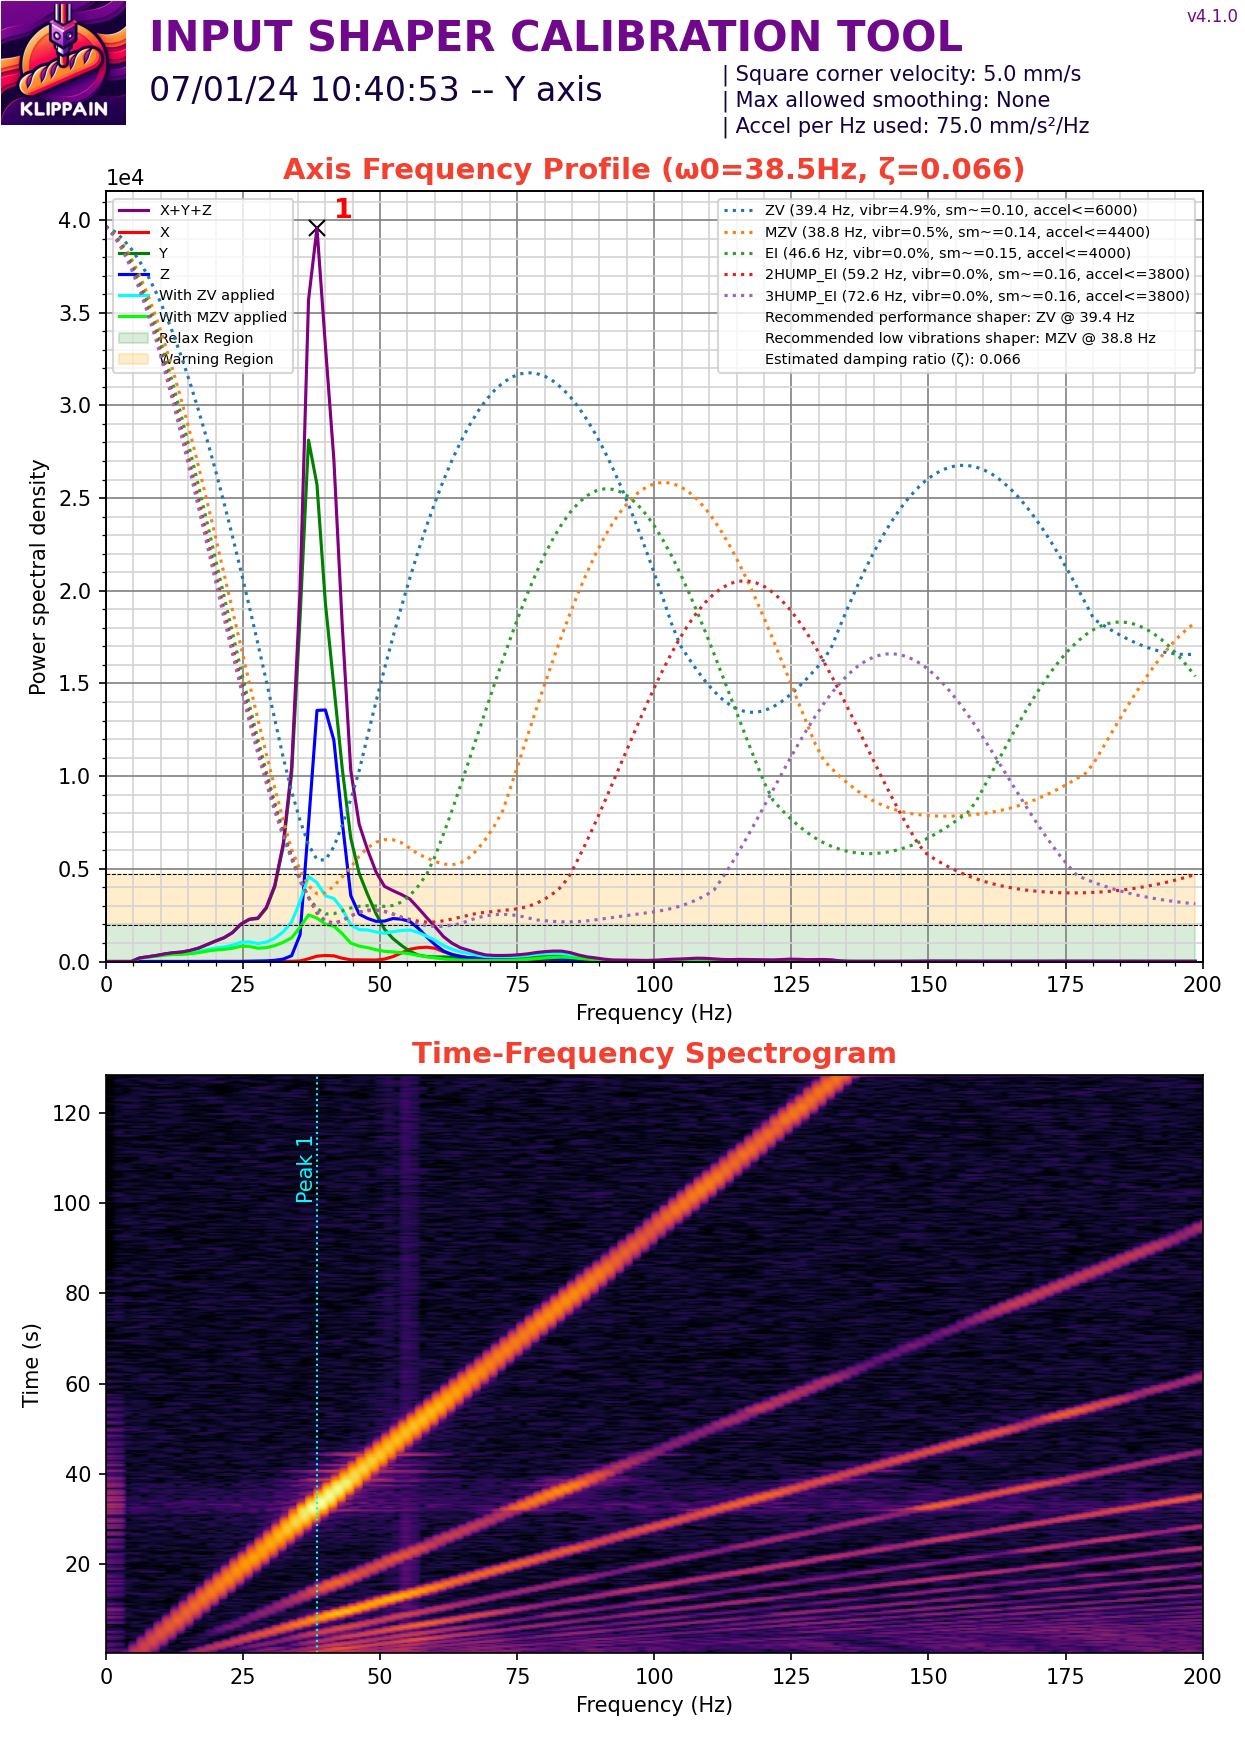 KLIPPAIN
INPUT SHAPER CALIBRATION TOOL
v4.1.0
07/01/24 10:40:53 -- Y axis
| Square corner velocity: 5.0 mm/s
| Max allowed smoothing: None
| Accel per Hz used: 75.0 mm/s²/Hz
Axis Frequency Profile (ω0=38.5Hz, ζ=0.066)
1e4
1
X+Y+Z
X
Y
Z
With ZV applied
With MZV applied
Relax Region
Warning Region
ZV (39.4 Hz, vibr=4.9%, sm~=0.10, accel<=6000)
MZV (38.8 Hz, vibr=0.5%, sm~=0.14, accel<=4400)
EI (46.6 Hz, vibr=0.0%, sm~=0.15, accel<=4000)
2HUMP_EI (59.2 Hz, vibr=0.0%, sm~=0.16, accel<=3800)
3HUMP_EI (72.6 Hz, vibr=0.0%, sm~=0.16, accel<=3800)
Recommended performance shaper: ZV @ 39.4 Hz
Recommended low vibrations shaper: MZV @ 38.8 Hz
Estimated damping ratio (ζ): 0.066
Power spectral density
4.0
3.5
3.0
2.5
2.0
1.5
1.0
0.5
0.0
0 25 50 75 100 125 150 175 200
Frequency (Hz)
Time-Frequency Spectrogram
Peak 1
Time (s)
120
100
80
60
40
20
0 25 50 75 100 125 150 175 200
Frequency (Hz)